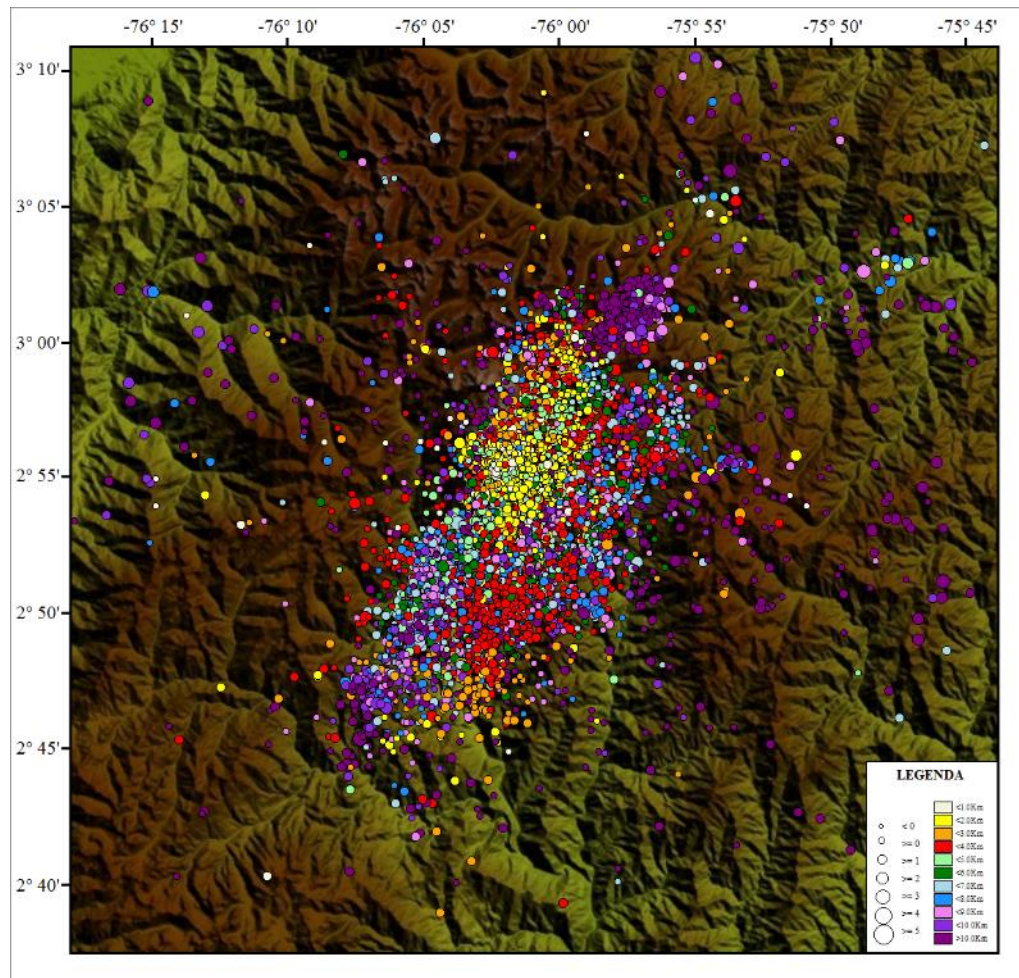 -76° 15' -76° 10' -76° 05' -76° 00' -75° 55' -75° 50' -75° 45'
3° 10'
3° 05'
3° 00'
2° 55'
2° 50'
2° 45'
2° 40'
LEGENDA
< 0
>= 0
>= 1
>= 2
>= 3
>= 4
>= 5
<1.0Km
<2.0Km
<3.0Km
<4.0Km
<5.0Km
<6.0Km
<7.0Km
<8.0Km
<9.0Km
<10.0Km
>10.0Km